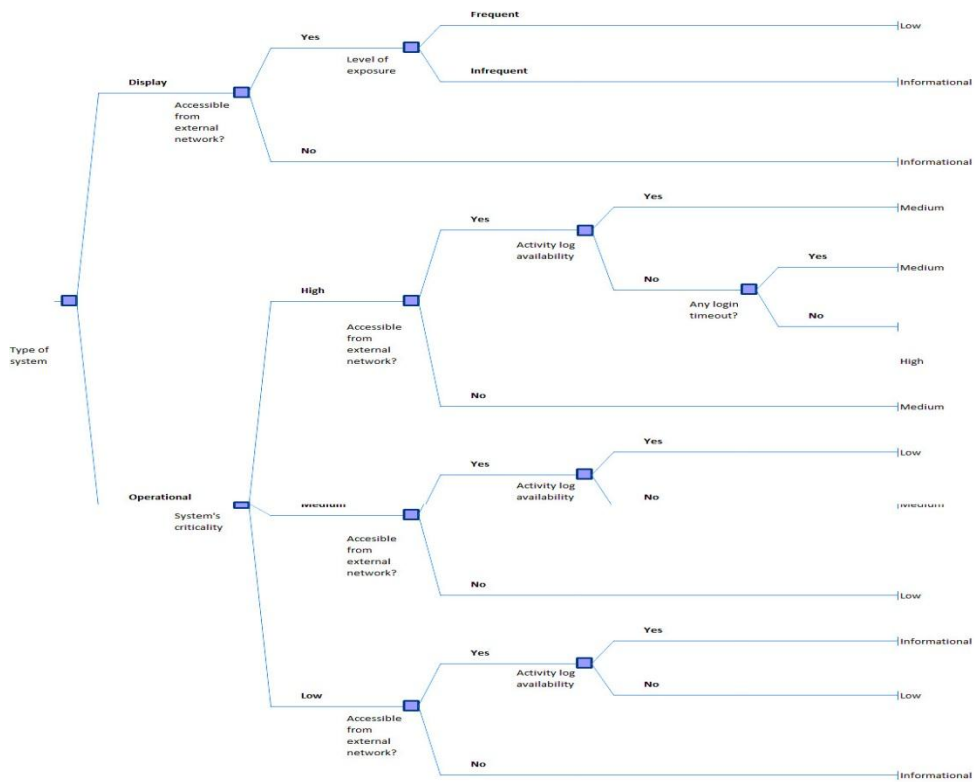 Frequent
Low
Yes
Level of
exposure
Infrequent
Informational
Display
Accessible
from
external
network?
No
Informational
Yes
Medium
Yes
Activity log
availability
No
Yes
Medium
Any login
timeout?
No
High
High
Accessible
from
external
network?
No
Medium
Type of
system
Yes
Low
Yes
Activity log
availability
No
Medium
Operational
System's
criticality
Medium
Accesible
from
external
network?
No
Low
Yes
Informational
Yes
Activity log
availability
No
Low
Low
Accessible
from
external
network?
No
Informational